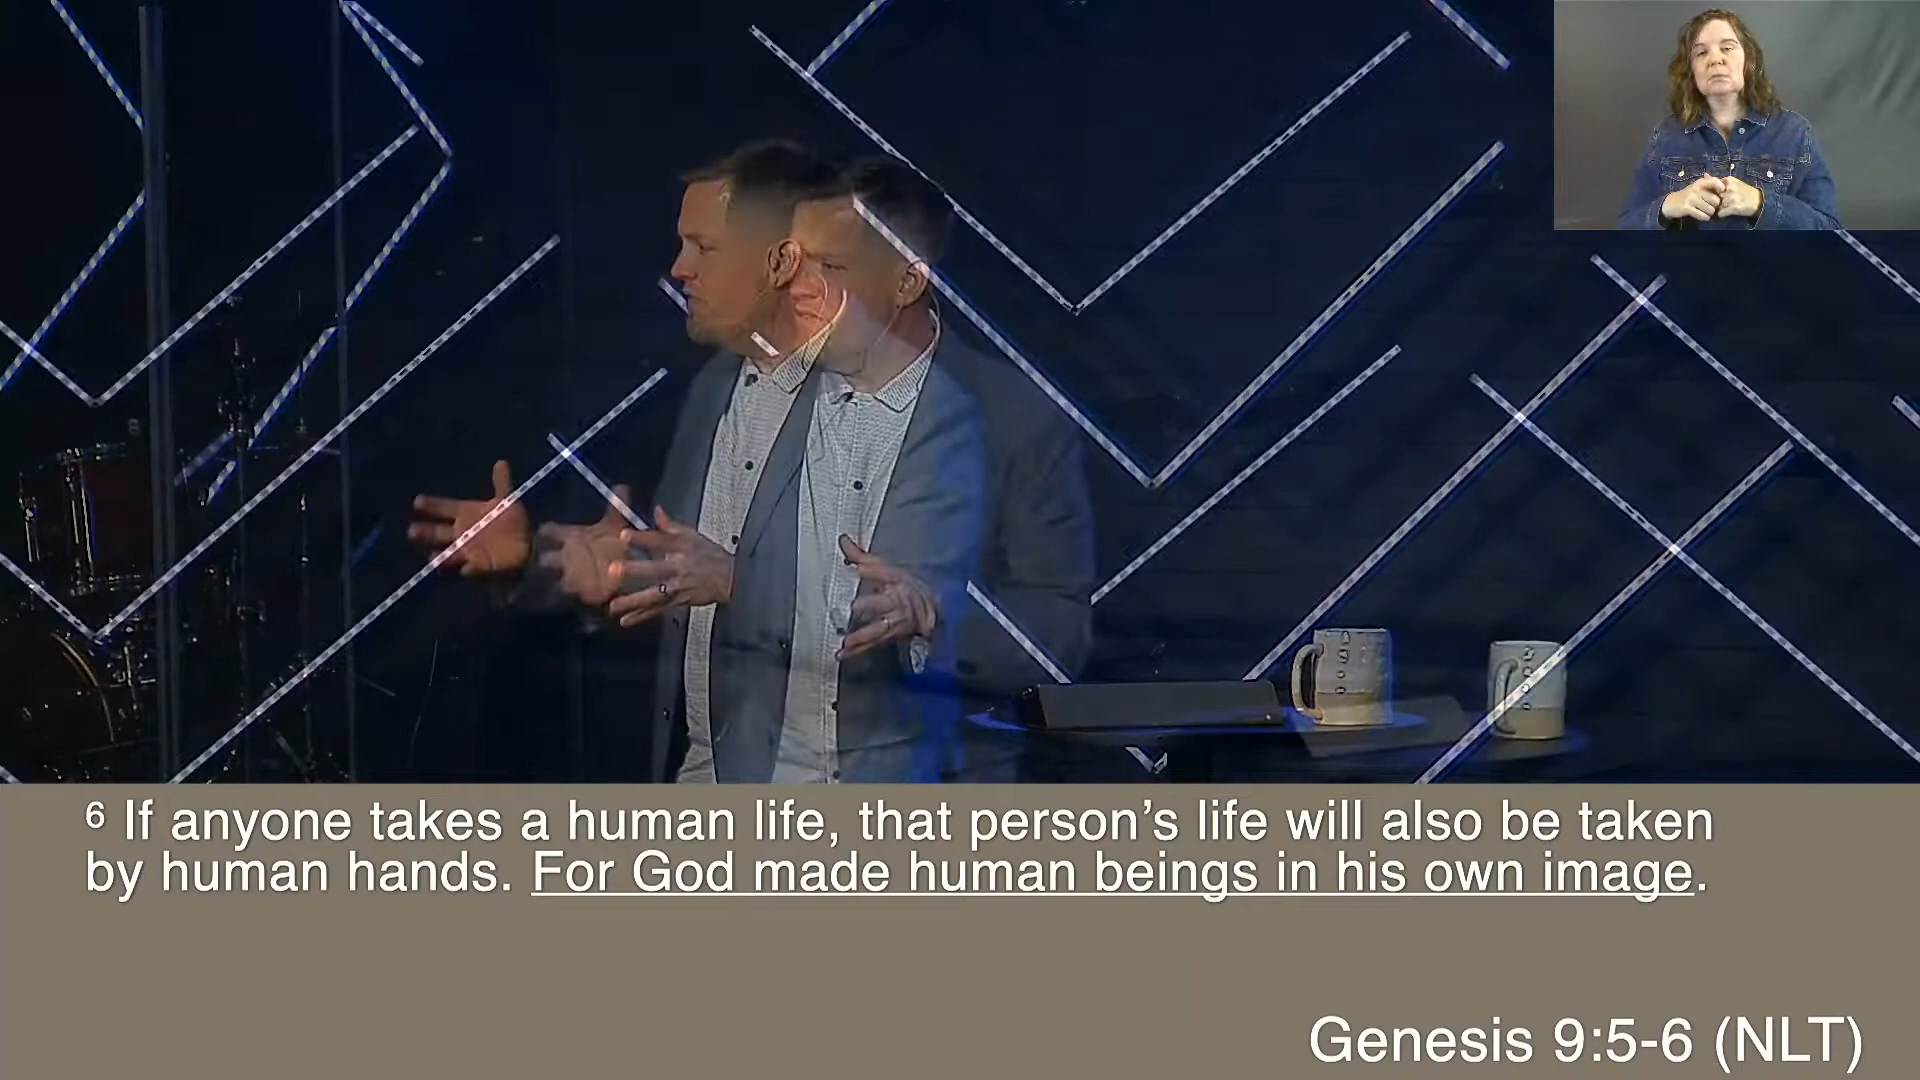 6 If anyone takes a human life, that person’s life will also be taken
by human hands. For God made human beings in his own image.
Genesis 9:5-6 (NLT)